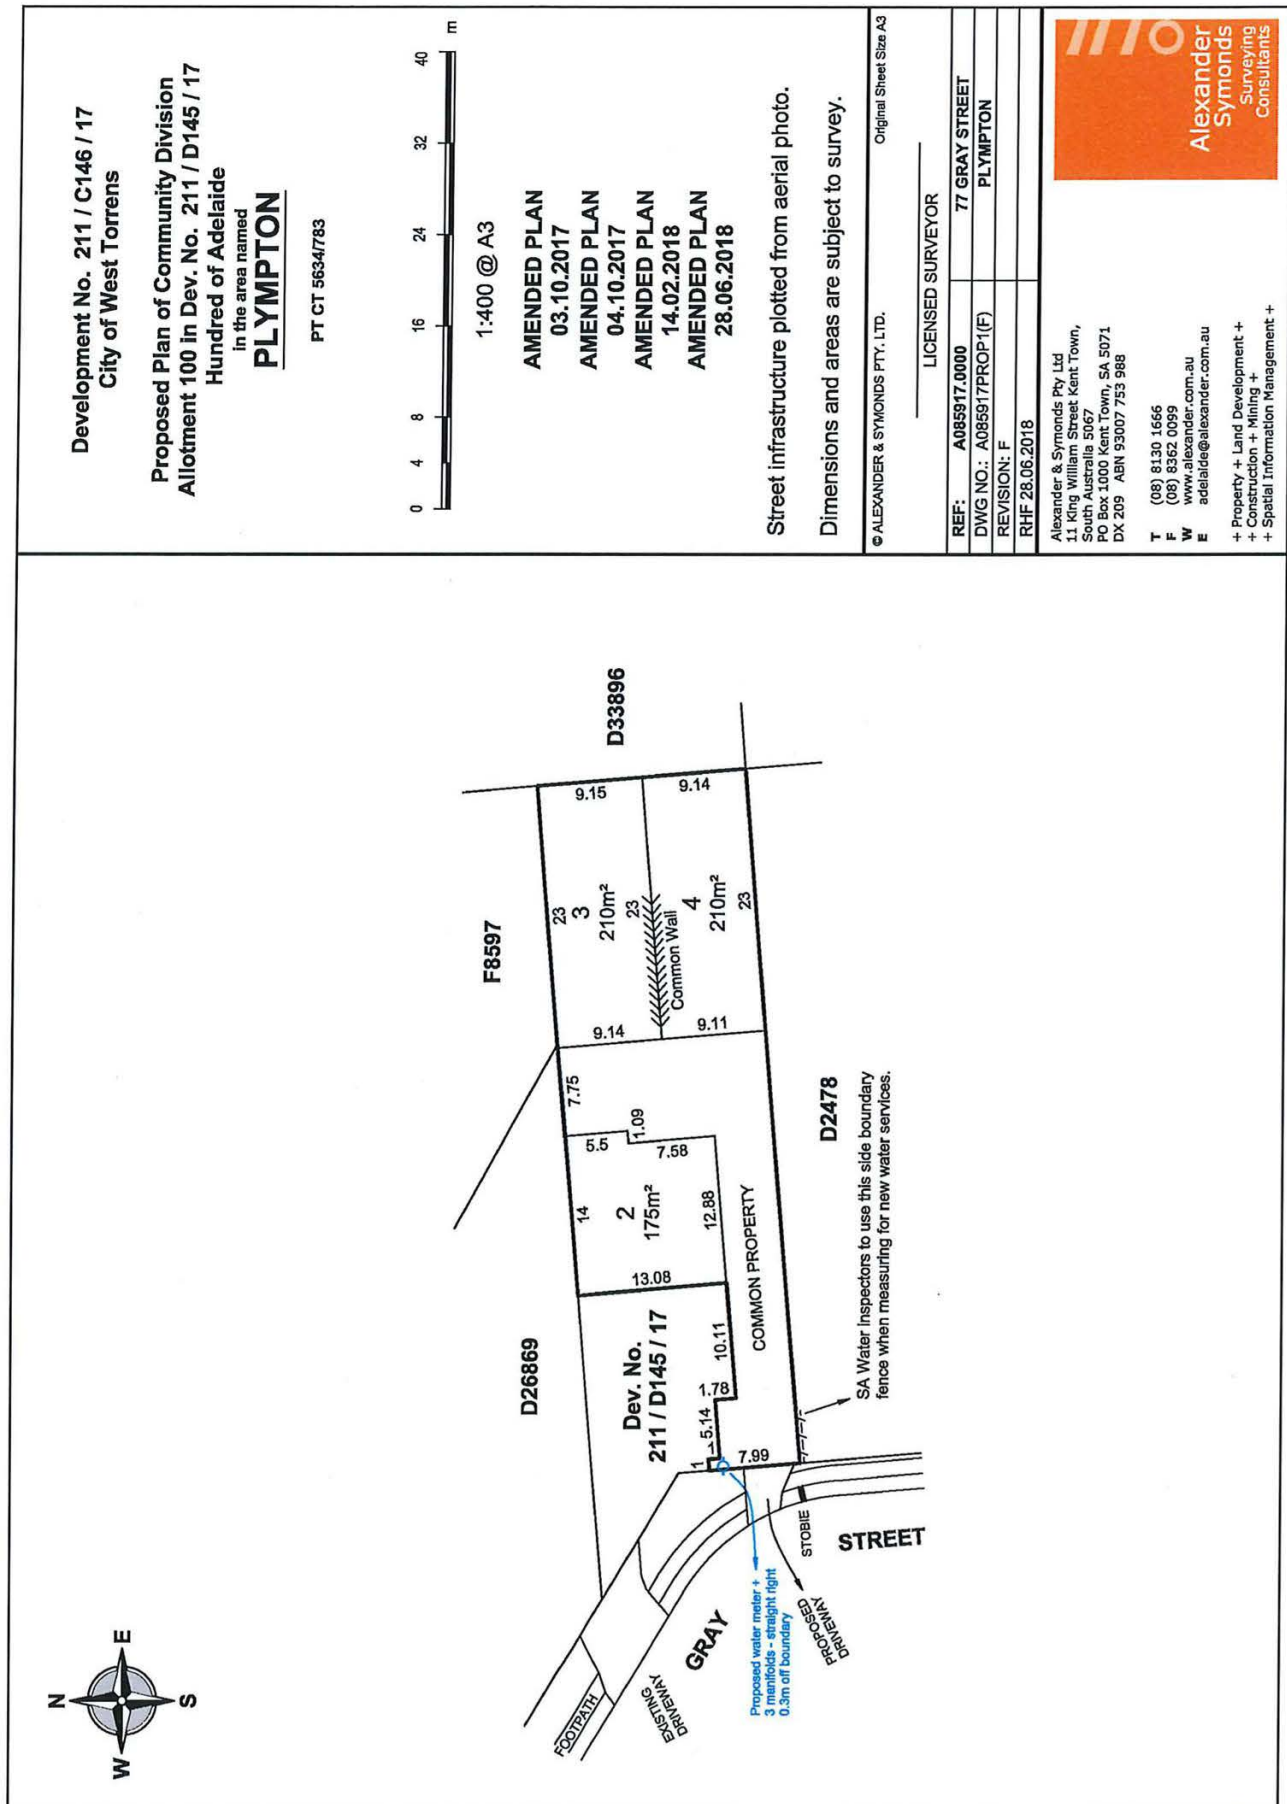 Development No. 211 / C146 / 17
City of West Torrens
Proposed Plan of Community Division
Allotment 100 in Dev. No. 211 / D145 / 17
Hundred of Adelaide
in the area named
PLYMPTON
PT CT 5634/783
0 4 8 16 24 32 40 m
1:400 @ A3
AMENDED PLAN
03.10.2017
AMENDED PLAN
04.10.2017
AMENDED PLAN
14.02.2018
AMENDED PLAN
28.06.2018
Street infrastructure plotted from aerial photo.
Dimensions and areas are subject to survey.
© ALEXANDER & SYMONDS PTY. LTD. Original Sheet Size A3
LICENSED SURVEYOR
REF: A085917.0000 77 GRAY STREET
DWG NO.: A085917PROP1(F) PLYMPTON
REVISION: F
RHF 28.06.2018
Alexander & Symonds Pty Ltd
11 King William Street Kent Town,
South Australia 5067
PO Box 1000 Kent Town, SA 5071
DX 209 ABN 93007 753 988
T (08) 8130 1666
F (08) 8362 0099
W www.alexander.com.au
E adelaide@alexander.com.au
+ Property + Land Development +
+ Construction + Mining +
+ Spatial Information Management +
Alexander
Symonds
Surveying
Consultants
N
W E
S
F8597
D26869
D33896
D2478
23
3
210m²
9.15
23
Common Wall
9.14
4
210m²
9.14
9.11
23
7.75
5.5
1.09
7.58
14
2
175m²
12.88
13.08
COMMON PROPERTY
Dev. No.
211 / D145 / 17
10.11
1.78
5.14
1
7.99
SA Water inspectors to use this side boundary
fence when measuring for new water services.
STOBIE
GRAY
STREET
FOOTPATH
EXISTING
DRIVEWAY
PROPOSED
DRIVEWAY
Proposed water meter +
3 manifolds - straight right
0.3m off boundary